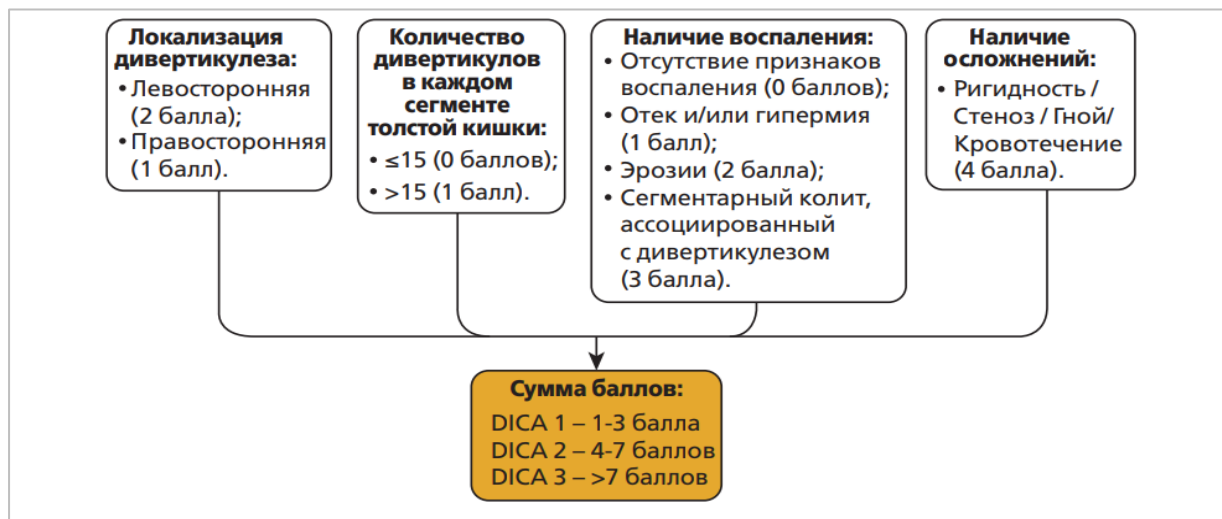 Локализация
дивертикулеза:
• Левосторонняя
(2 балла);
• Правосторонняя
(1 балл).
Количество
дивертикулов
в каждом
сегменте
толстой кишки:
• ≤15 (0 баллов);
• >15 (1 балл).
Наличие воспаления:
• Отсутствие признаков
воспаления (0 баллов);
• Отек и/или гипермия
(1 балл);
• Эрозии (2 балла);
• Сегментарный колит,
ассоциированный
с дивертикулезом
(3 балла).
Наличие
осложнений:
• Ригидность /
Стеноз / Гной/
Кровотечение
(4 балла).
Сумма баллов:
DICA 1 – 1-3 балла
DICA 2 – 4-7 баллов
DICA 3 – >7 баллов